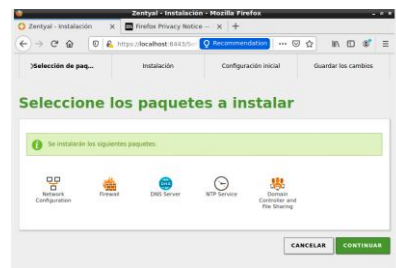 Zentyal - Instalación - Mozilla Firefox
Zentyal - Instalación
Firefox Privacy Notice —
https://localhost:8443/So
Recommendation
Selección de paq...
Instalación
Configuración inicial
Guardar los cambios
Seleccione los paquetes a instalar
Se instalarán los siguientes paquetes:
Network Configuration
Firewall
DNS Server
NTP Service
Domain Controller and File Sharing
CANCELAR
CONTINUAR